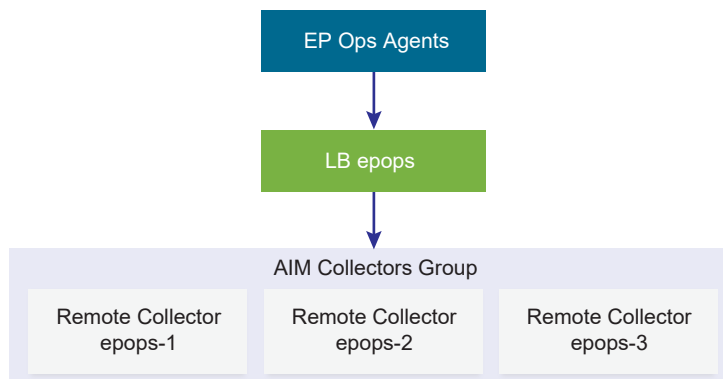 EP Ops Agents
LB epops
AIM Collectors Group
Remote Collector
epops-1
Remote Collector
epops-2
Remote Collector
epops-3